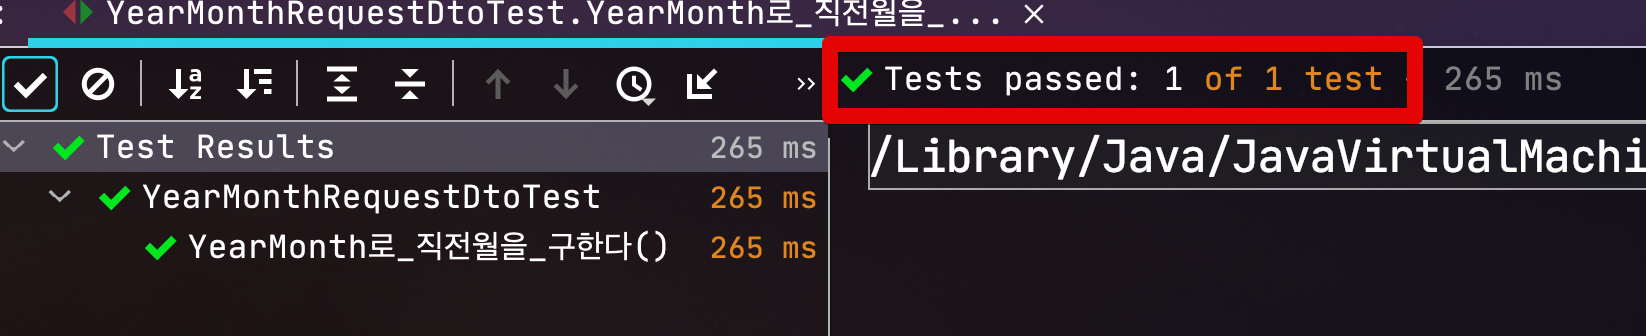 YearMonthRequestDtoTest.YearMonth로_직전월을_...
Tests passed: 1 of 1 test - 265 ms
Test Results 265 ms
/Library/Java/JavaVirtualMachi
YearMonthRequestDtoTest 265 ms
YearMonth로_직전월을_구한다() 265 ms